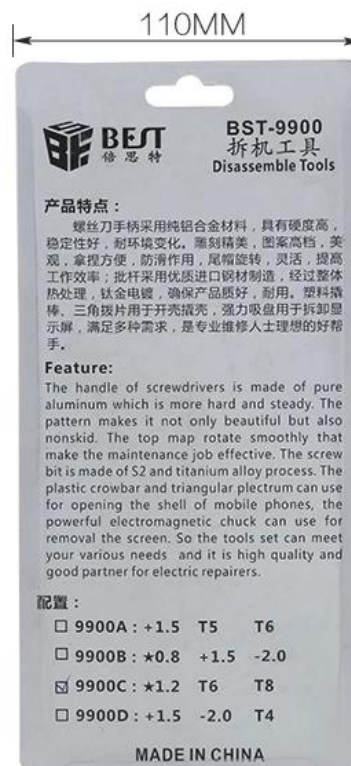 110MM
BEST
倍思特
BST-9900
拆机工具
Disassemble Tools
产品特点：
螺丝刀手柄采用纯铝合金材料，具有硬度高，
稳定性好，耐环境变化。雕刻精美，图案高档，美
观，拿捏方便，防滑作用，尾帽旋转，灵活，提高
工作效率；批杆采用优质进口钢材制造，经过整体
热处理，钛金电镀，确保产品质好，耐用。塑料撬
棒、三角拨片用于开壳撬壳，强力吸盘用于拆卸显
示屏，满足多种需求，是专业维修人士理想的好帮
手。
Feature:
The handle of screwdrivers is made of pure
aluminum which is more hard and steady. The
pattern makes it not only beautiful but also
nonskid. The top map rotate smoothly that
make the maintenance job effective. The screw
bit is made of S2 and titanium alloy process. The
plastic crowbar and triangular plectrum can use
for opening the shell of mobile phones, the
powerful electromagnetic chuck can use for
removal the screen. So the tools set can meet
your various needs and it is high quality and
good partner for electric repairers.
配置：
☐ 9900A : +1.5 T5 T6
☐ 9900B : ★0.8 +1.5 -2.0
☑ 9900C : ★1.2 T6 T8
☐ 9900D : +1.5 -2.0 T4
MADE IN CHINA